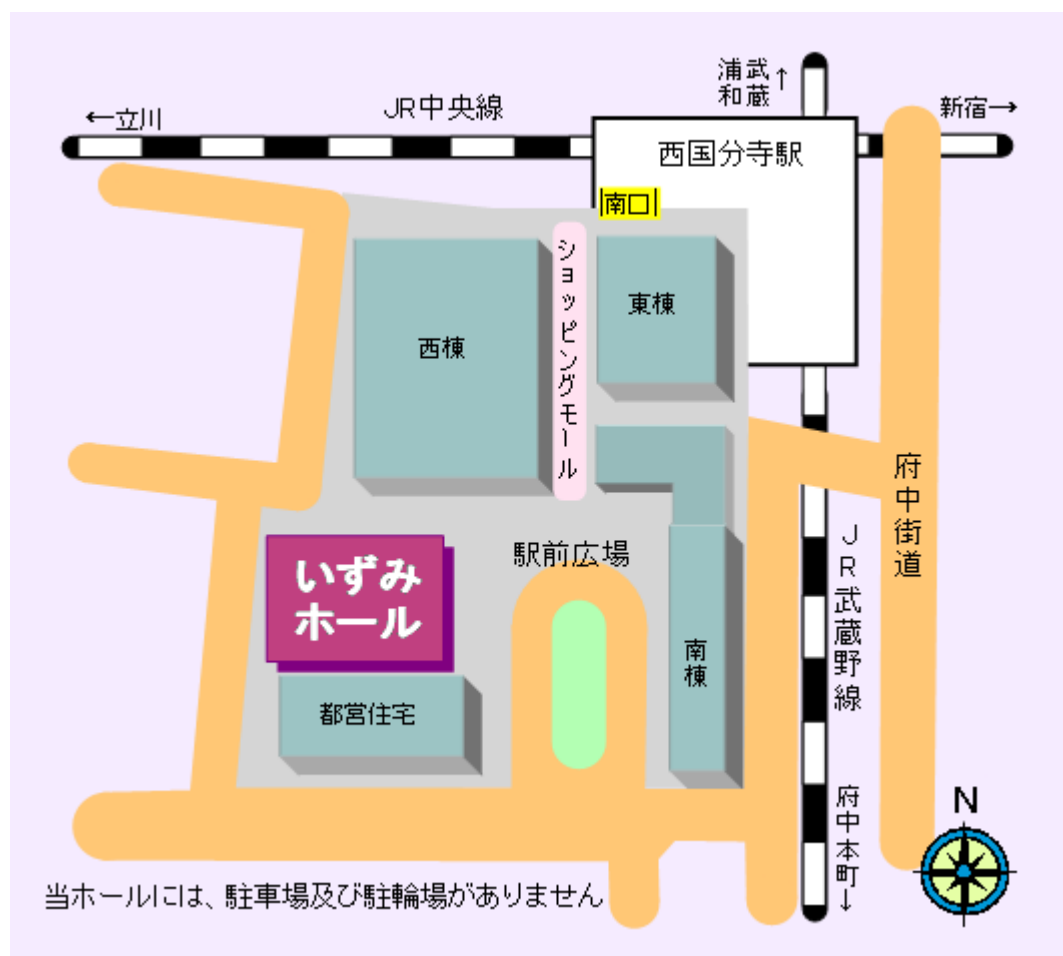 浦和
武蔵↑
←立川
JR中央線
新宿→
西国分寺駅
南口
ショッピングモール
東棟
西棟
府中街道
駅前広場
JR武蔵野線
いずみ
ホール
南棟
都営住宅
府中本町↓
N
当ホールには、駐車場及び駐輪場がありません